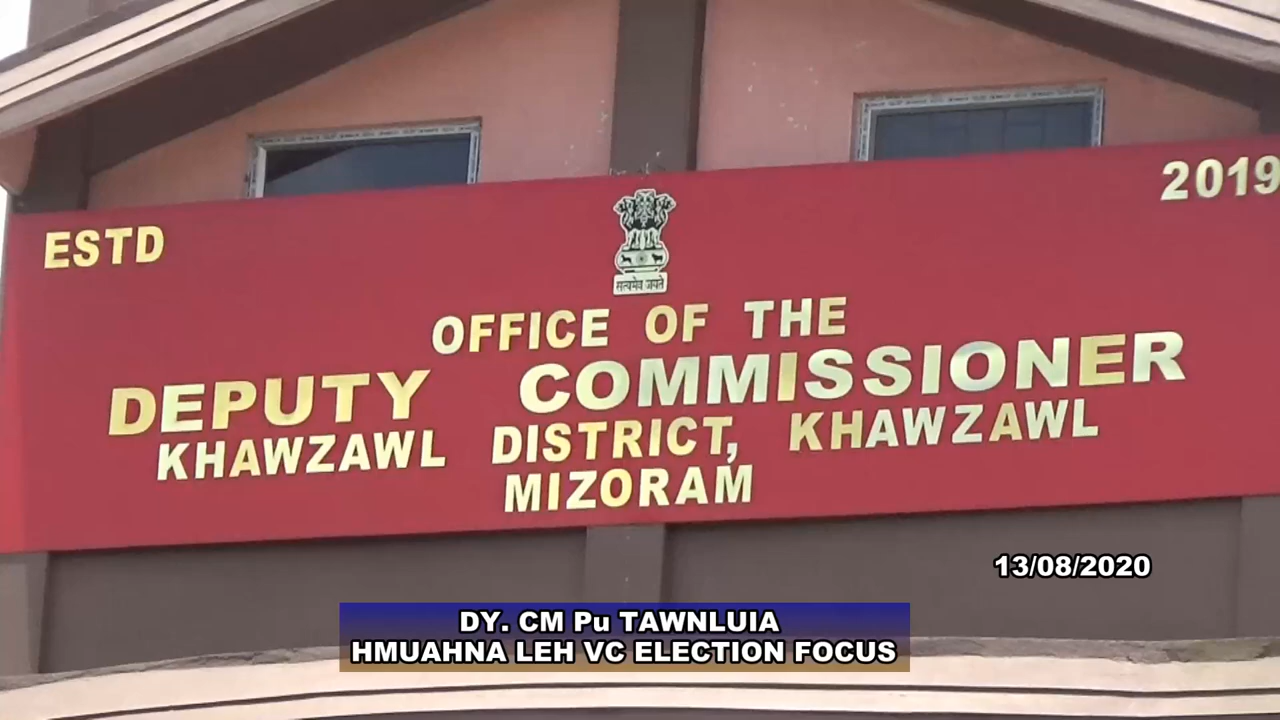 ESTD
2019
सत्यमेव जयते
OFFICE OF THE
DEPUTY COMMISSIONER
KHAWZAWL DISTRICT, KHAWZAWL
MIZORAM
13/08/2020
DY. CM Pu TAWNLUIA
HMUAHNA LEH VC ELECTION FOCUS